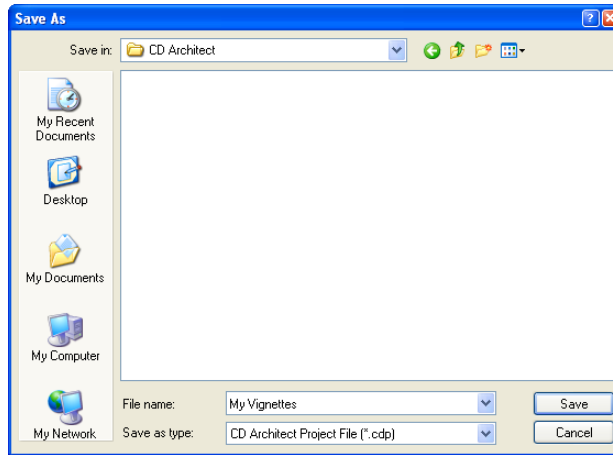 Save As
Save in:
CD Architect
My Recent
Documents
Desktop
My Documents
My Computer
My Network
File name:
My Vignettes
Save
Save as type:
CD Architect Project File (*.cdp)
Cancel